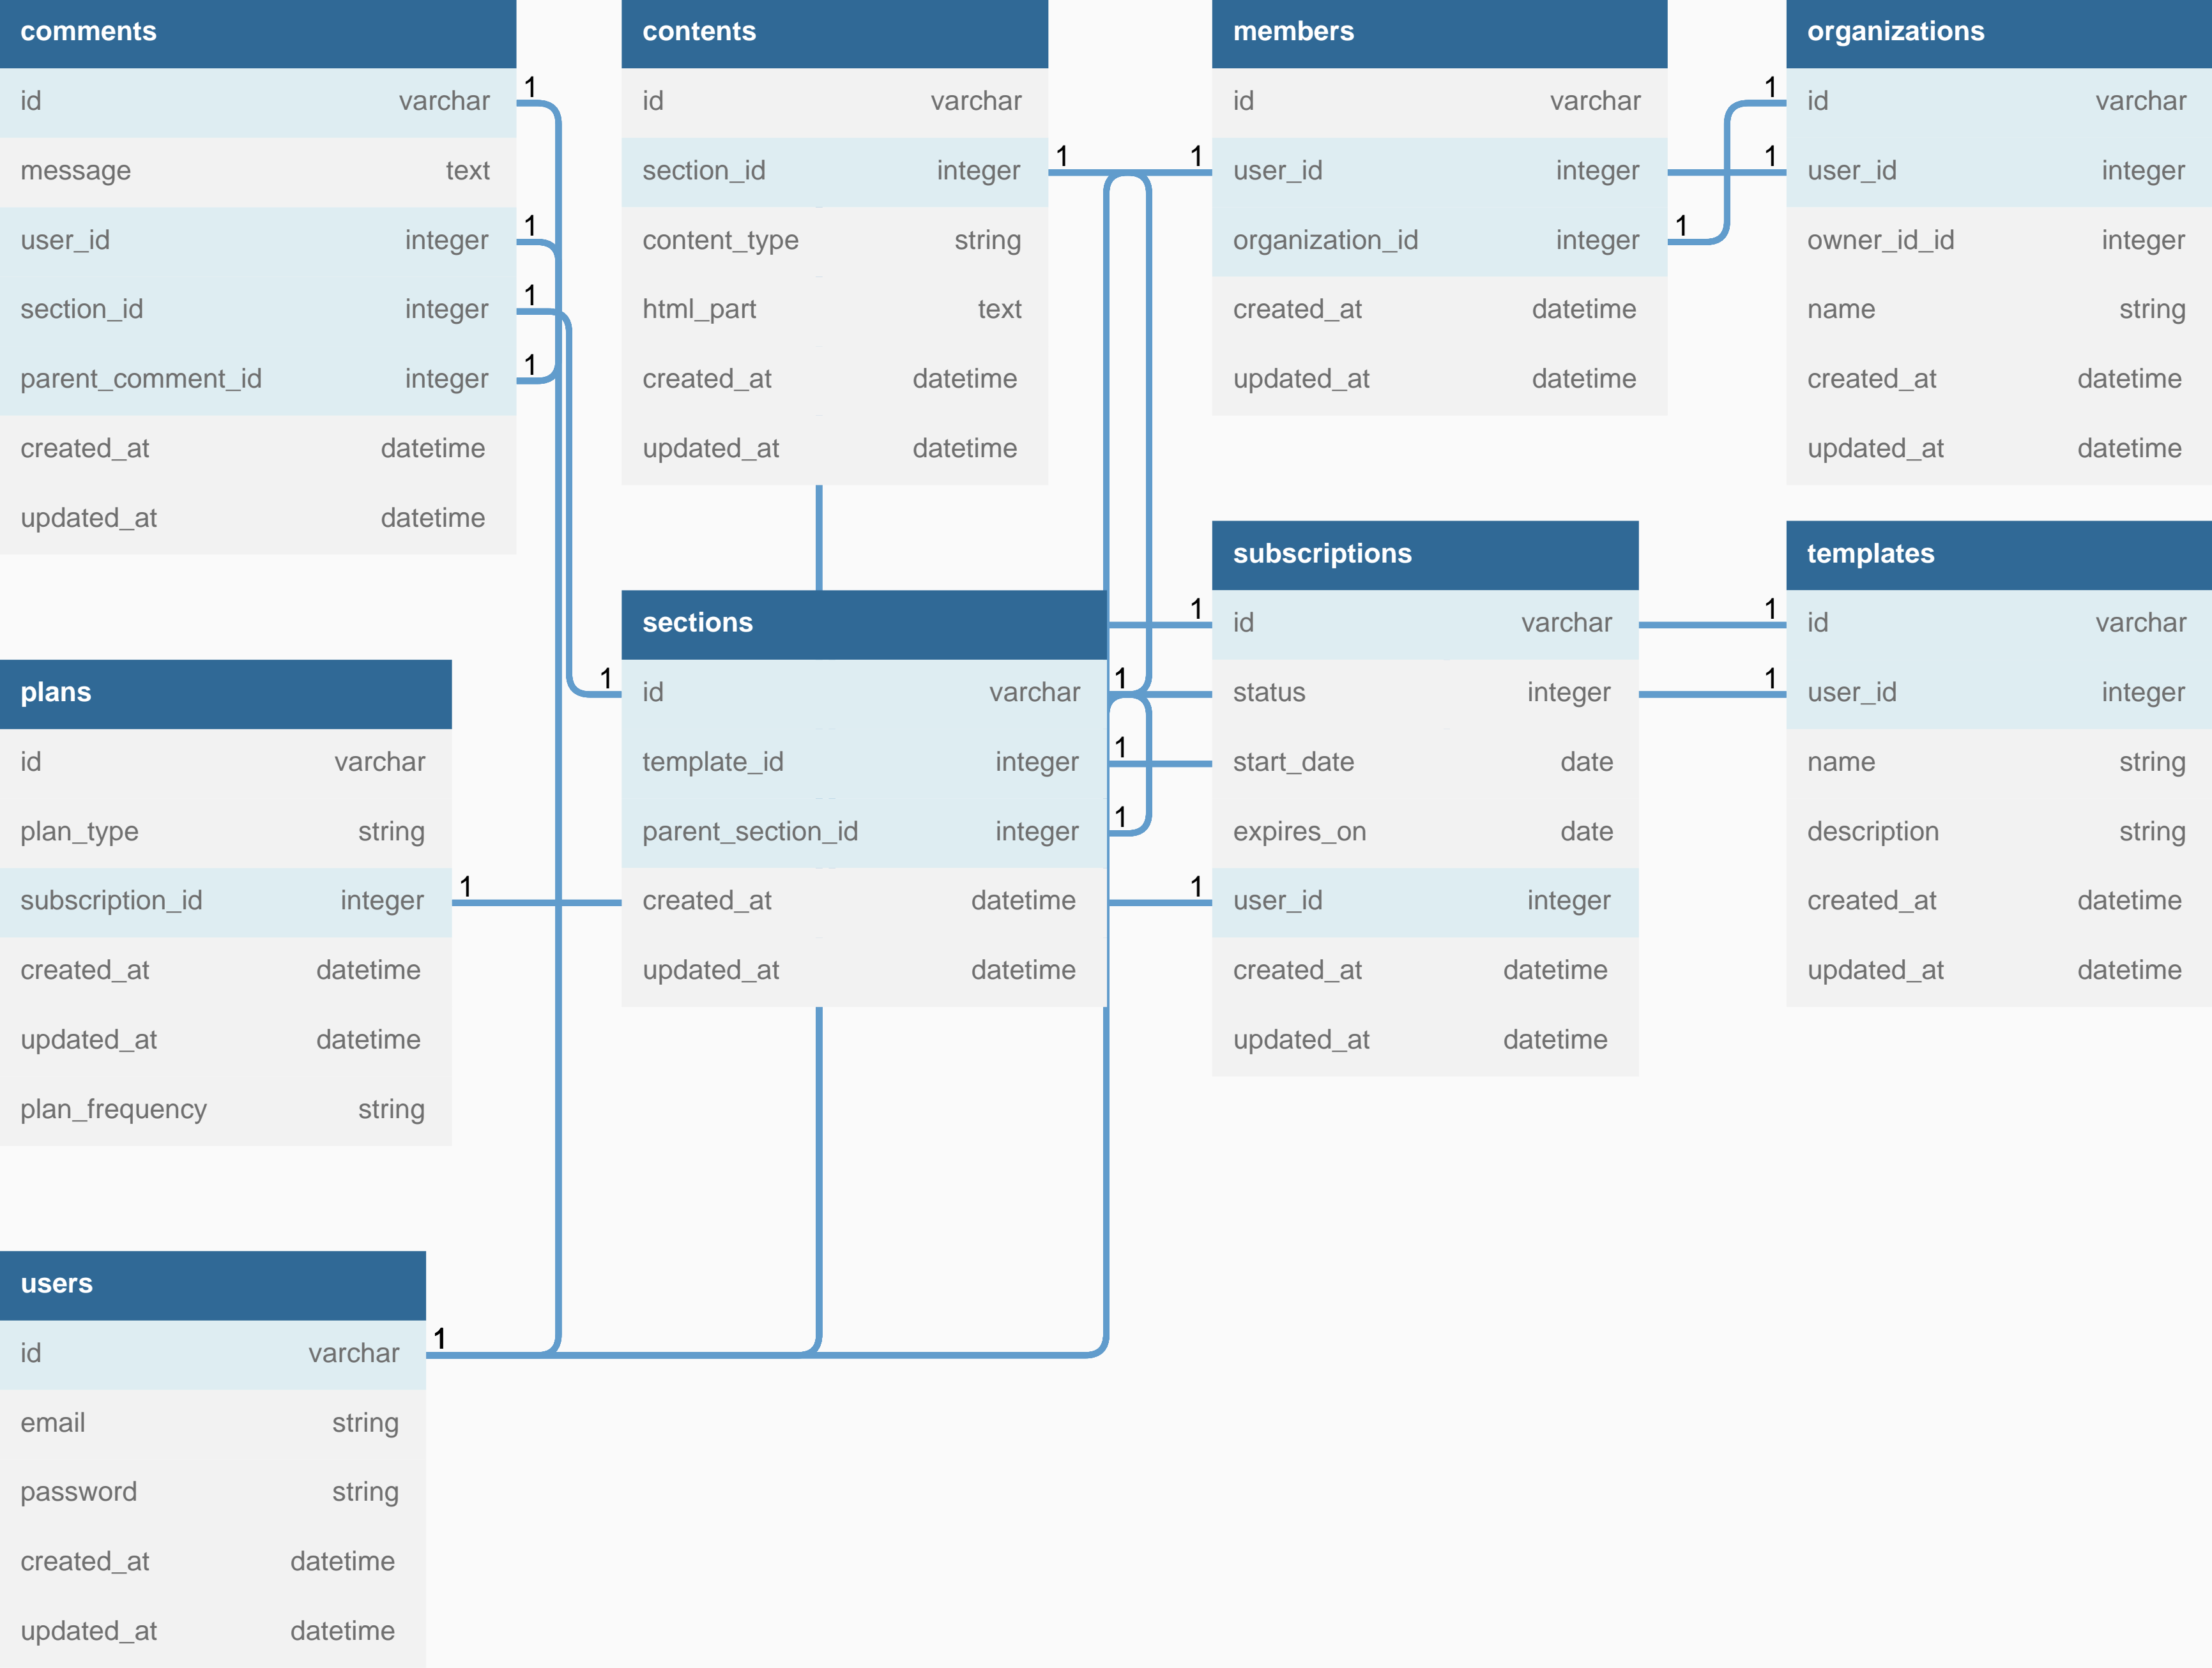 comments
id varchar
message text
user_id integer
section_id integer
parent_comment_id integer
created_at datetime
updated_at datetime
1
1
1
1
contents
id varchar
section_id integer
content_type string
html_part text
created_at datetime
updated_at datetime
1
1
members
id varchar
user_id integer
organization_id integer
created_at datetime
updated_at datetime
1
1
1
organizations
id varchar
user_id integer
owner_id_id integer
name string
created_at datetime
updated_at datetime
plans
id varchar
plan_type string
subscription_id integer
created_at datetime
updated_at datetime
plan_frequency string
1
1
sections
id varchar
template_id integer
parent_section_id integer
created_at datetime
updated_at datetime
1
1
1
1
1
subscriptions
id varchar
status integer
start_date date
expires_on date
user_id integer
created_at datetime
updated_at datetime
1
1
templates
id varchar
user_id integer
name string
description string
created_at datetime
updated_at datetime
users
id varchar
email string
password string
created_at datetime
updated_at datetime
1